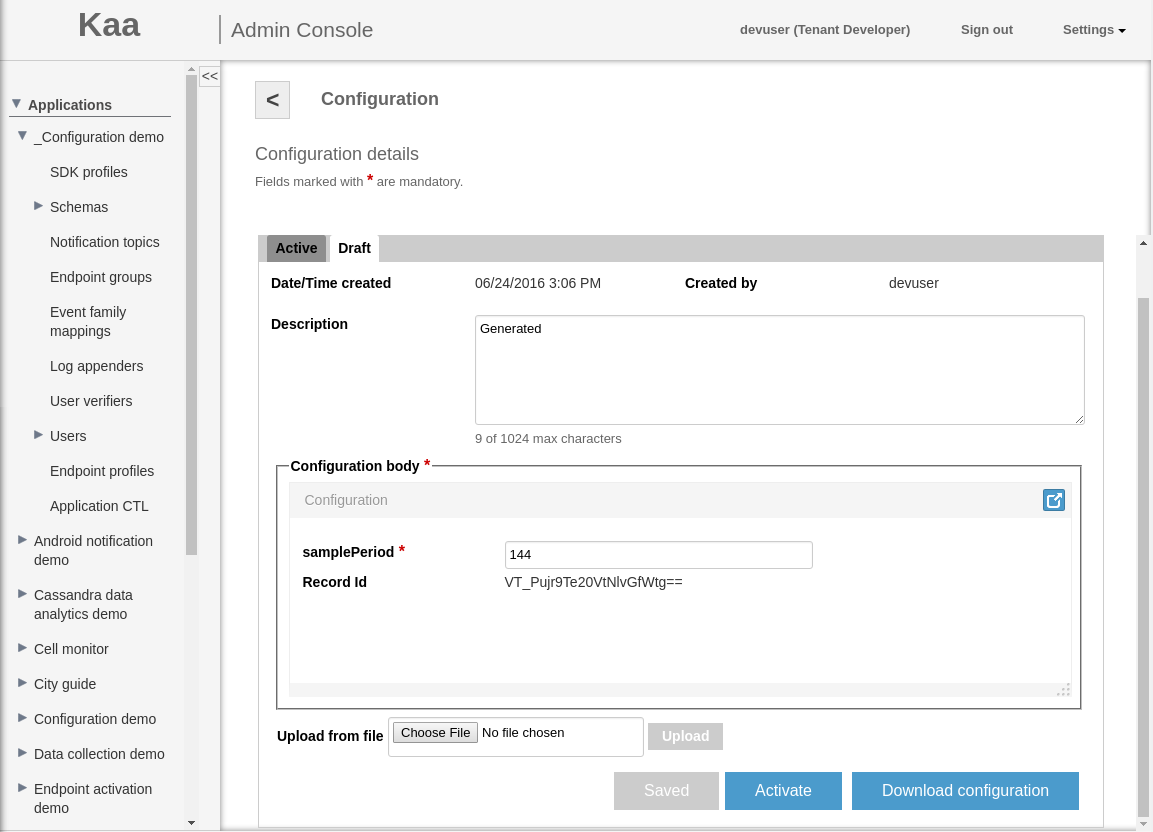 Kaa
Admin Console
devuser (Tenant Developer)
Sign out
Settings
<<
Applications
_Configuration demo
SDK profiles
Schemas
Notification topics
Endpoint groups
Event family
mappings
Log appenders
User verifiers
Users
Endpoint profiles
Application CTL
Android notification
demo
Cassandra data
analytics demo
Cell monitor
City guide
Configuration demo
Data collection demo
Endpoint activation
demo
< Configuration
Configuration details
Fields marked with * are mandatory.
Active Draft
Date/Time created 06/24/2016 3:06 PM Created by devuser
Description Generated
9 of 1024 max characters
Configuration body *
Configuration
samplePeriod * 144
Record Id VT_Pujr9Te20VtNlvGfWtg==
Upload from file Choose File No file chosen Upload
Saved Activate Download configuration